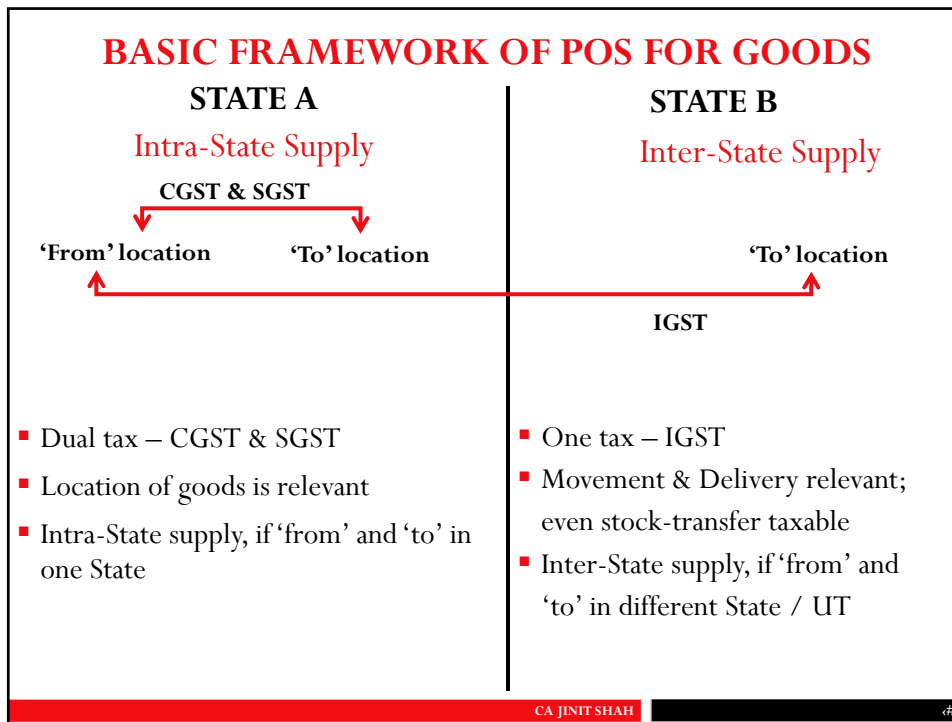 BASIC FRAMEWORK OF POS FOR GOODS
STATE A
Intra-State Supply
CGST & SGST
‘From’ location ‘To’ location
STATE B
Inter-State Supply
‘To’ location
IGST
▪ Dual tax – CGST & SGST
▪ Location of goods is relevant
▪ Intra-State supply, if ‘from’ and ‘to’ in
one State
▪ One tax – IGST
▪ Movement & Delivery relevant;
even stock-transfer taxable
▪ Inter-State supply, if ‘from’ and
‘to’ in different State / UT
CA JINIT SHAH